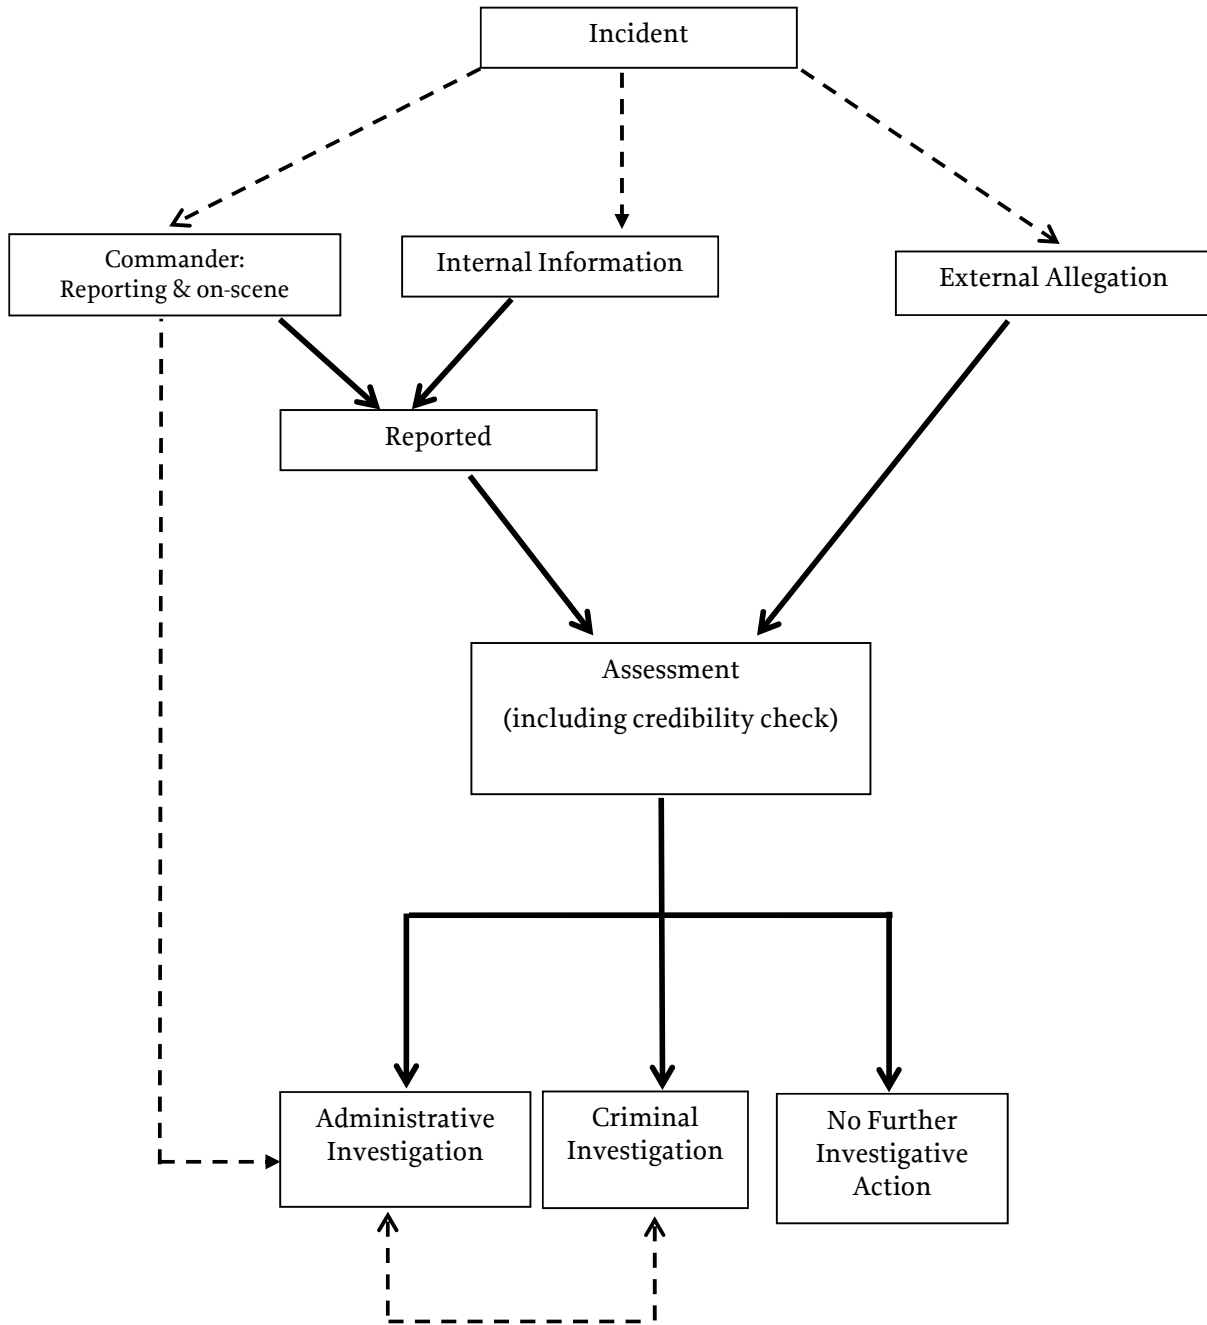 Incident
Commander:
Reporting & on-scene
Internal Information
External Allegation
Reported
Assessment
(including credibility check)
Administrative
Investigation
Criminal
Investigation
No Further
Investigative
Action